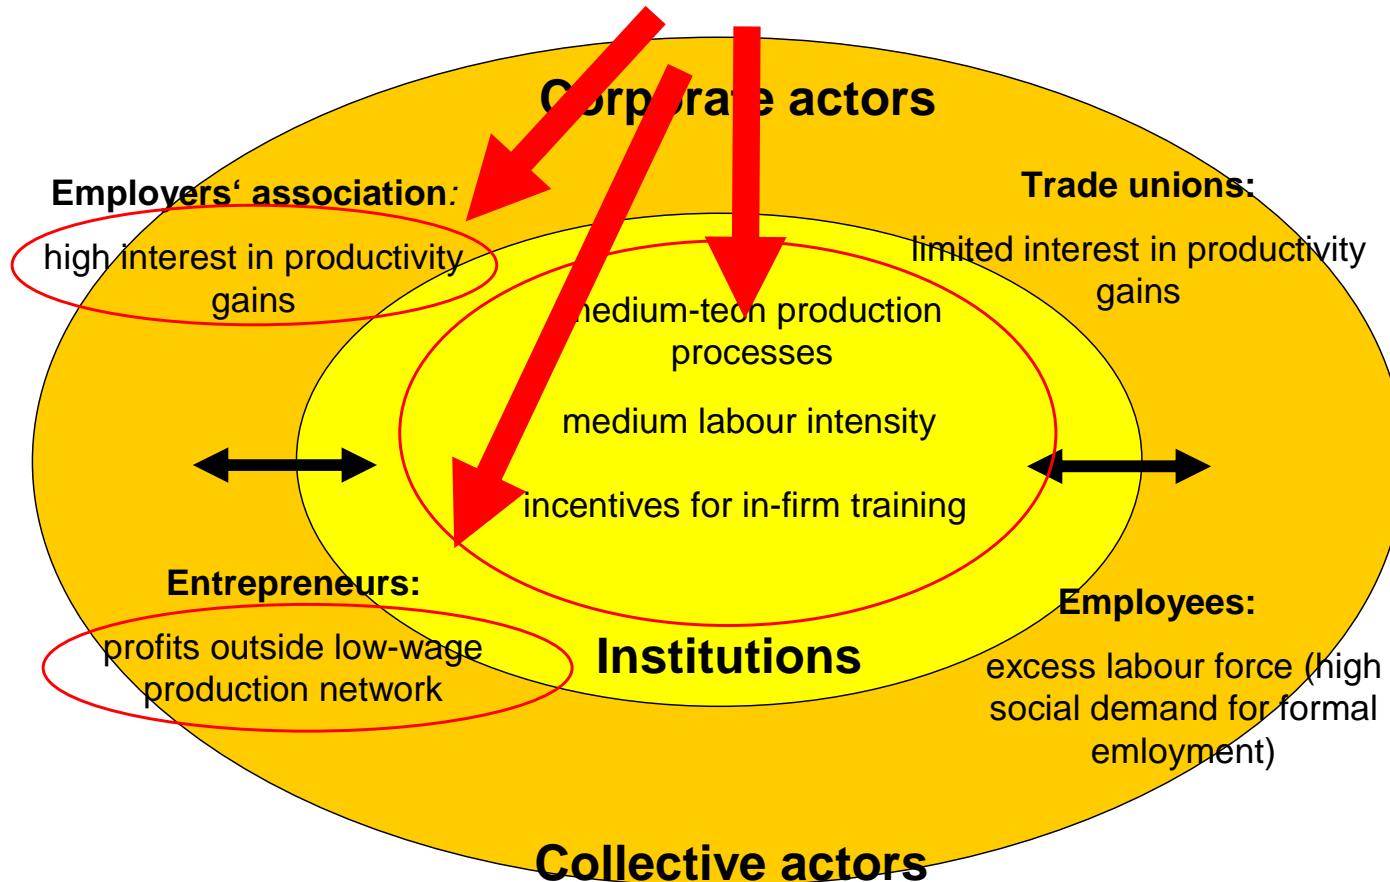 Corporate actors
Employers‘ association:
high interest in productivity
gains
Trade unions:
limited interest in productivity
gains
medium-tech production
processes
medium labour intensity
incentives for in-firm training
Entrepreneurs:
profits outside low-wage
production network
Institutions
Employees:
excess labour force (high
social demand for formal
emloyment)
Collective actors